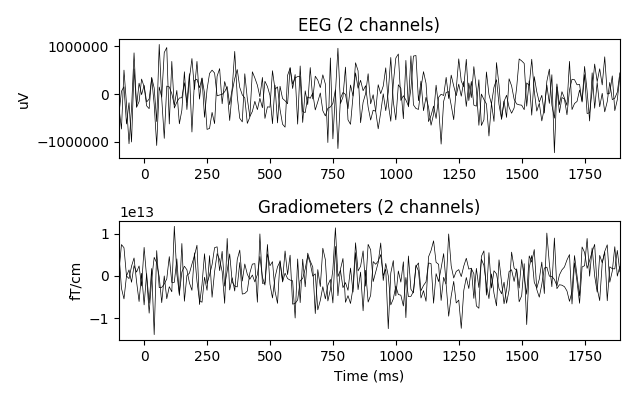 EEG (2 channels)
1000000
0
−1000000
uV
0 250 500 750 1000 1250 1500 1750
1e13
Gradiometers (2 channels)
1
0
−1
fT/cm
0 250 500 750 1000 1250 1500 1750
Time (ms)